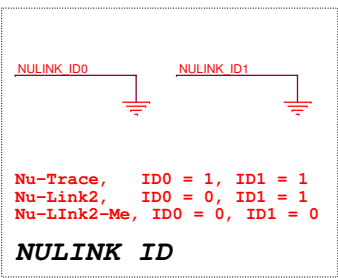 NULINK_ID0 NULINK_ID1
Nu-Trace, ID0 = 1, ID1 = 1
Nu-Link2, ID0 = 0, ID1 = 1
Nu-LInk2-Me, ID0 = 0, ID1 = 0
NULINK ID